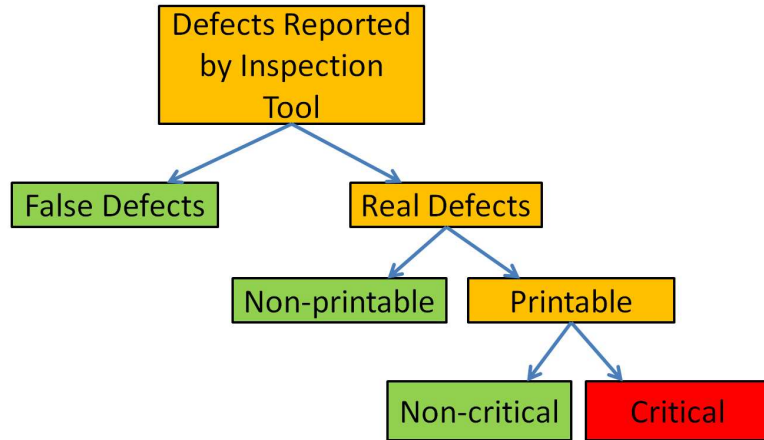 Defects Reported
by Inspection
Tool
False Defects
Real Defects
Non-printable
Printable
Non-critical
Critical